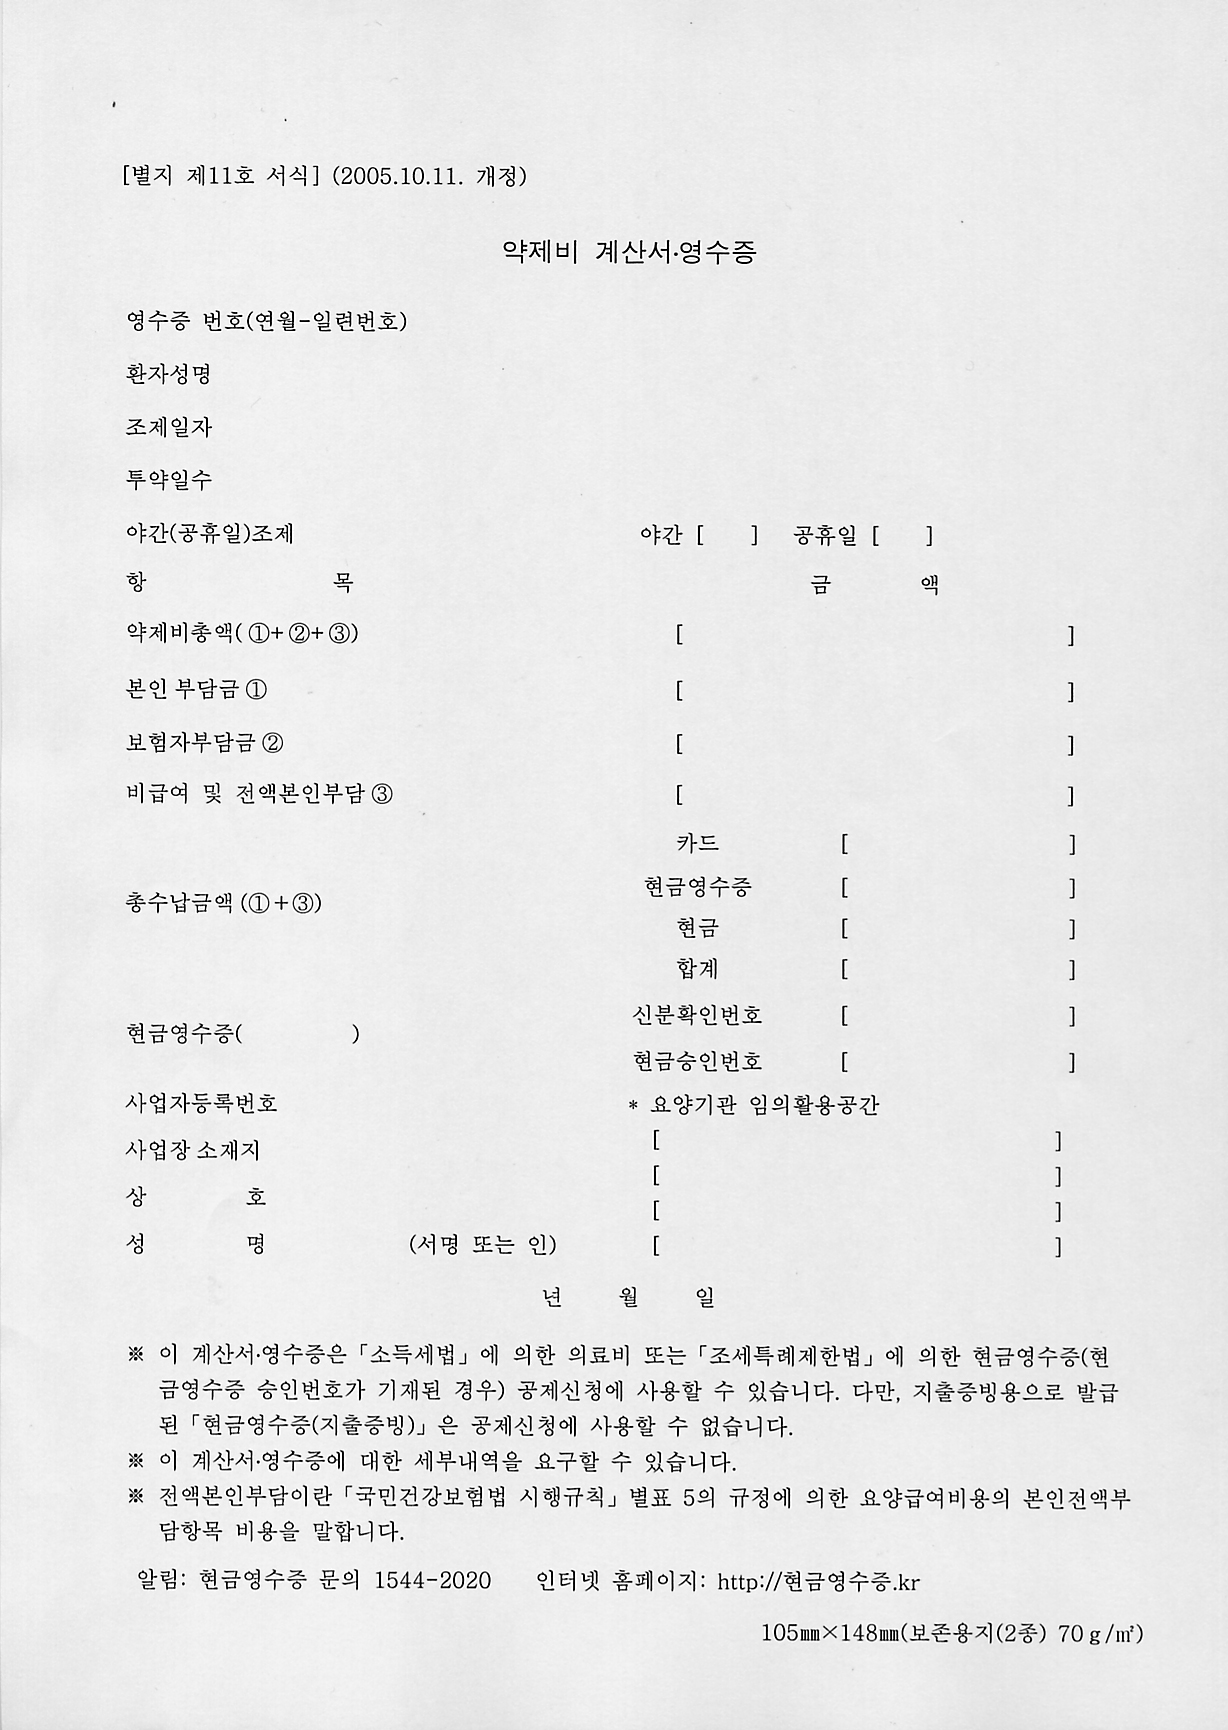 [별지 제11호 서식] (2005.10.11. 개정)
약제비 계산서·영수증
영수증 번호(연월-일련번호)
환자성명
조제일자
투약일수
야간(공휴일)조제 야간 [ ] 공휴일 [ ]
항 목 금 액
약제비총액(①+②+③) [ ]
본인 부담금① [ ]
보험자부담금② [ ]
비급여 및 전액본인부담③ [ ]
카드 [ ]
현금영수증 [ ]
총수납금액(①+③)
현금 [ ]
합계 [ ]
신분확인번호 [ ]
현금영수증( )
현금승인번호 [ ]
사업자등록번호 * 요양기관 임의활용공간
사업장 소재지 [ ]
[ ]
상 호
[ ]
성 명 (서명 또는 인) [ ]
년 월 일
※ 이 계산서·영수증은 「소득세법」에 의한 의료비 또는 「조세특례제한법」에 의한 현금영수증(현
금영수증 승인번호가 기재된 경우) 공제신청에 사용할 수 있습니다. 다만, 지출증빙용으로 발급
된 「현금영수증(지출증빙)」은 공제신청에 사용할 수 없습니다.
※ 이 계산서·영수증에 대한 세부내역을 요구할 수 있습니다.
※ 전액본인부담이란 「국민건강보험법 시행규칙」 별표 5의 규정에 의한 요양급여비용의 본인전액부
담항목 비용을 말합니다.
알림: 현금영수증 문의 1544-2020 인터넷 홈페이지: http://현금영수증.kr
105㎜×148㎜(보존용지(2종) 70ｇ/㎡)